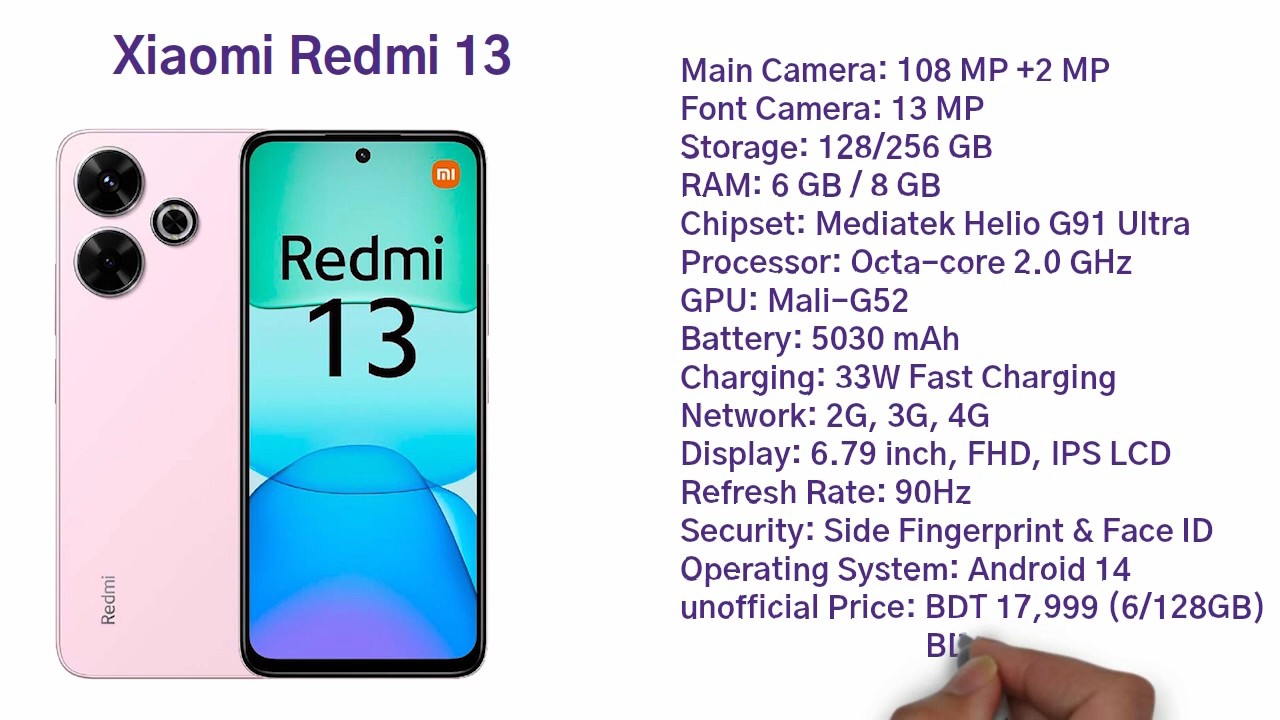 Xiaomi Redmi 13
Main Camera: 108 MP +2 MP
Font Camera: 13 MP
Storage: 128/256 GB
RAM: 6 GB / 8 GB
Chipset: Mediatek Helio G91 Ultra
Processor: Octa-core 2.0 GHz
GPU: Mali-G52
Battery: 5030 mAh
Charging: 33W Fast Charging
Network: 2G, 3G, 4G
Display: 6.79 inch, FHD, IPS LCD
Refresh Rate: 90Hz
Security: Side Fingerprint & Face ID
Operating System: Android 14
unofficial Price: BDT 17,999 (6/128GB)
mi
Redmi
13
Redmi